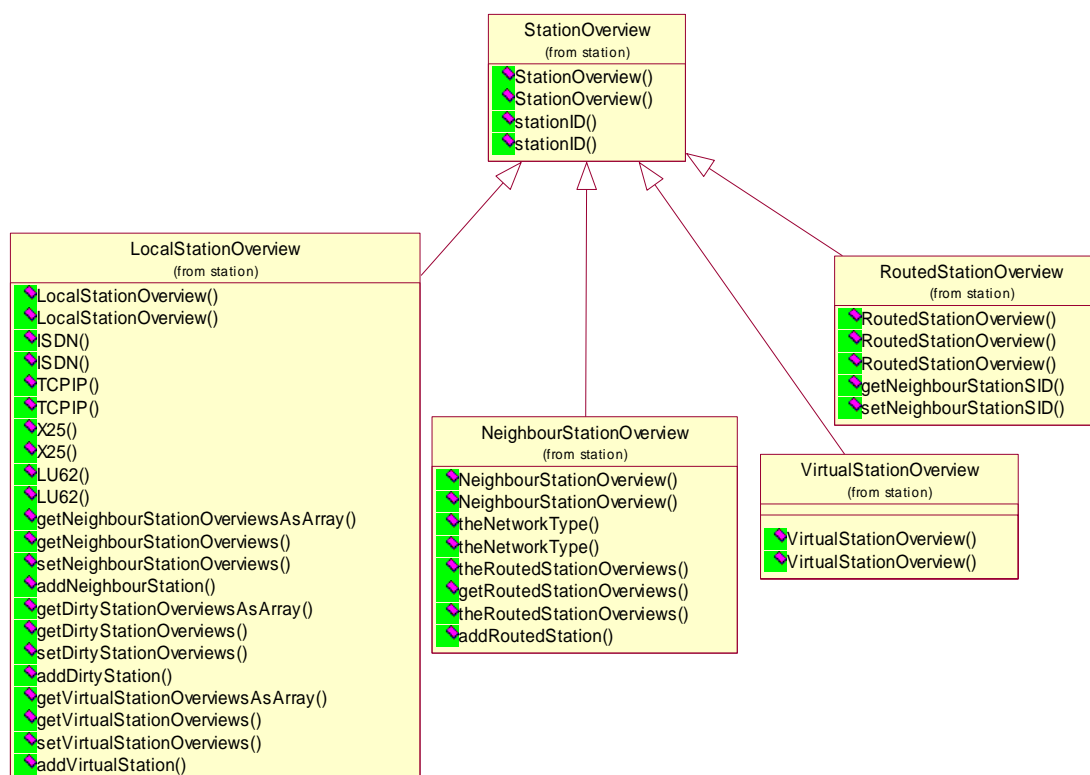 StationOverview
(from station)
StationOverview()
StationOverview()
stationID()
stationID()
LocalStationOverview
(from station)
LocalStationOverview()
LocalStationOverview()
ISDN()
ISDN()
TCPIP()
TCPIP()
X25()
X25()
LU62()
LU62()
getNeighbourStationOverviewsAsArray()
getNeighbourStationOverviews()
setNeighbourStationOverviews()
addNeighbourStation()
getDirtyStationOverviewsAsArray()
getDirtyStationOverviews()
setDirtyStationOverviews()
addDirtyStation()
getVirtualStationOverviewsAsArray()
getVirtualStationOverviews()
setVirtualStationOverviews()
addVirtualStation()
NeighbourStationOverview
(from station)
NeighbourStationOverview()
NeighbourStationOverview()
theNetworkType()
theNetworkType()
theRoutedStationOverviews()
getRoutedStationOverviews()
theRoutedStationOverviews()
addRoutedStation()
VirtualStationOverview
(from station)
VirtualStationOverview()
VirtualStationOverview()
RoutedStationOverview
(from station)
RoutedStationOverview()
RoutedStationOverview()
RoutedStationOverview()
getNeighbourStationSID()
setNeighbourStationSID()